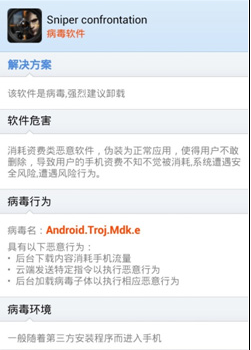 Sniper confrontation
病毒软件
解决方案
该软件是病毒,强烈建议卸载
软件危害
消耗资费类恶意软件，伪装为正常应用，使得用户不敢
删除，导致用户的手机资费不知不觉被消耗,系统遭遇安
全风险,遭遇风险行为。
病毒行为
病毒名：Android.Troj.Mdk.e
具有以下恶意行为：
• 后台下载内容消耗手机流量
• 云端发送特定指令以执行恶意行为
• 后台加载病毒子体以执行相应恶意行为
病毒环境
一般随着第三方安装程序而进入手机